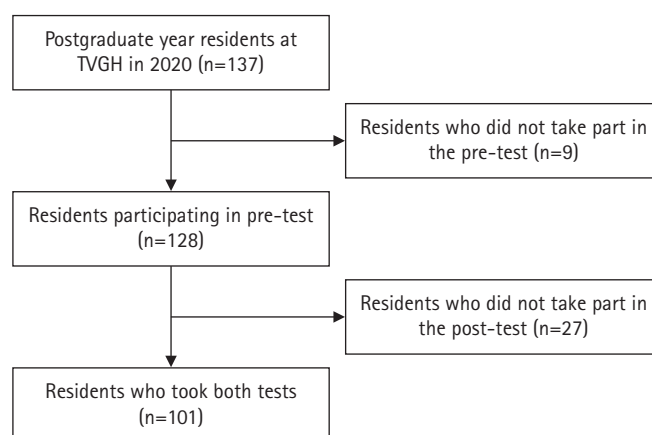 Postgraduate year residents at
TVGH in 2020 (n=137)
Residents who did not take part in
the pre-test (n=9)
Residents participating in pre-test
(n=128)
Residents who did not take part in
the post-test (n=27)
Residents who took both tests
(n=101)